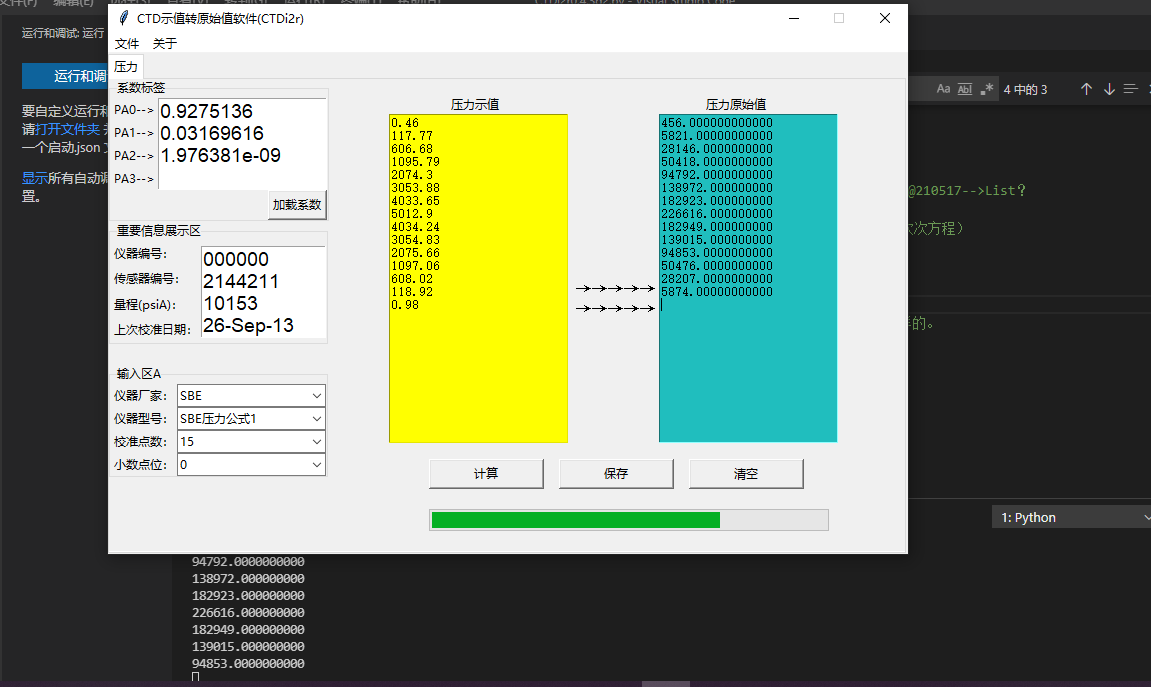 运行和调试: 运行
运行和调
要自定义运行和
请打开文件夹
一个启动.json
显示所有自动调
置。
CTD示值转原始值软件(CTDi2r)
文件 关于
压力
系数标签
PA0--> 0.9275136
PA1--> 0.03169616
PA2--> 1.976381e-09
PA3-->
加载系数
重要信息展示区
仪器编号: 000000
传感器编号: 2144211
量程(psiA): 10153
上次校准日期: 26-Sep-13
输入区A
仪器厂家: SBE
仪器型号: SBE压力公式1
校准点数: 15
小数点位: 0
压力示值
0.46
117.77
606.68
1095.79
2074.3
3053.88
4033.65
5012.9
4034.24
3054.83
2075.66
1097.06
608.02
118.92
0.98
→→→→→
→→→→→
压力原始值
456.000000000000
5821.00000000000
28146.0000000000
50418.0000000000
94792.0000000000
138972.000000000
182923.000000000
226616.000000000
182949.000000000
139015.000000000
94853.0000000000
50476.0000000000
28207.0000000000
5874.00000000000
计算 保存 清空
Aa Abl .* 4 中的 3
@210517-->List?
次方程)
的。
1: Python
94792.0000000000
138972.000000000
182923.000000000
226616.000000000
182949.000000000
139015.000000000
94853.0000000000